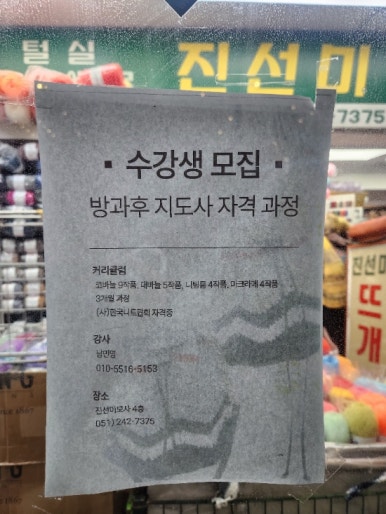 털실
진선미
7375
▪ 수강생 모집 ▪
방과후 지도사 자격 과정
커리큘럼
코바늘 9작품, 대바늘 5작품, 니팅룸 4작품, 마크라메 4작품
3개월 과정
(사)한국니트협회 자격증
강사
010-5516-5153
장소
진선미모사 4층
051) 242-7375
진선미
뜨개